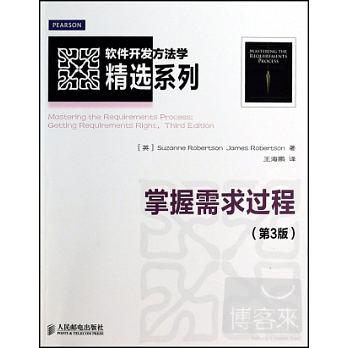 PEARSON
软件开发方法学
精选系列
MASTERING THE
REQUIREMENTS
PROCESS
Mastering the Requirements Process:
Getting Requirements Right, Third Edition
［英］ Suzanne Robertson James Robertson 著
王海鹏 译
掌握需求过程
（第3版）
人民邮电出版社
POSTS & TELECOM PRESS
博客來